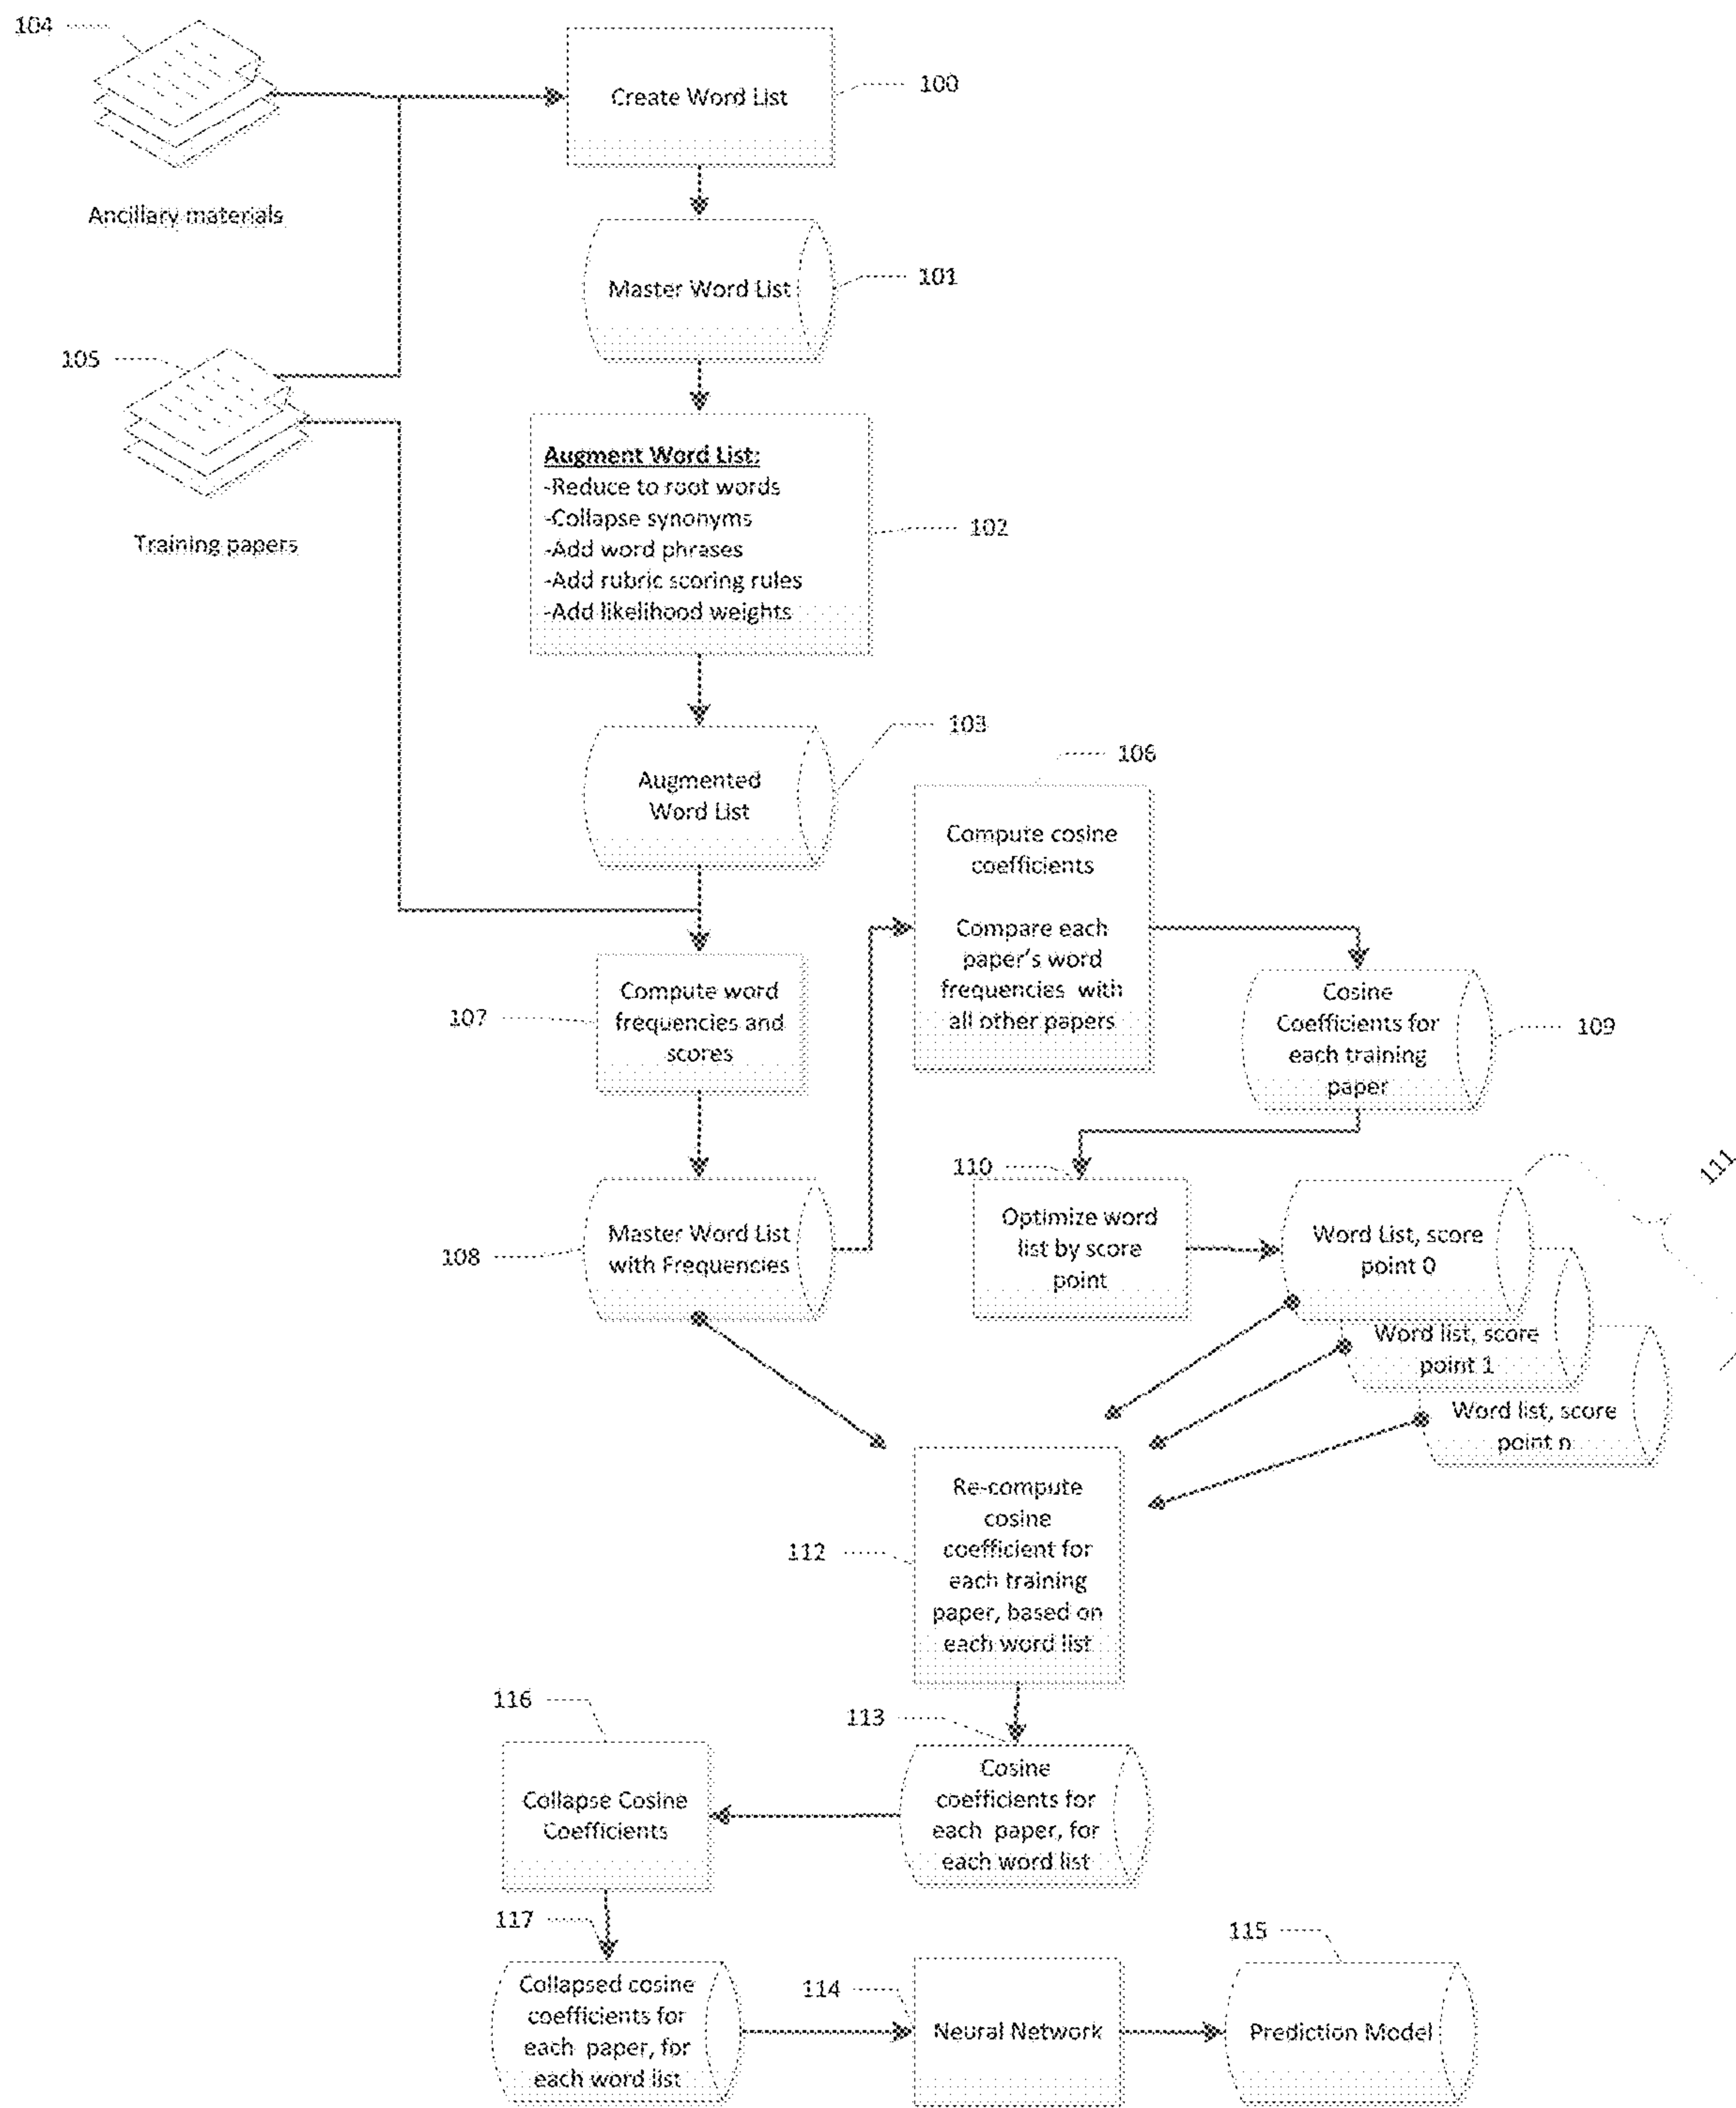 104
100
Create Word List
Ancillary materials
101
Master Word List
105
Training papers
Augment Word List:
-Reduce to root words
-Collapse synonyms
-Add word phrases
-Add rubric scoring rules
-Add likelihood weights
102
103
Augmented
Word List
106
Compute cosine
coefficients
Compare each
paper's word
frequencies with
all other papers
107
Compute word
frequencies and
scores
Cosine
Coefficients for
each training
paper
109
108
Master Word List
with Frequencies
110
Optimize word
list by score
point
111
Word List, score
point 0
Word list, score
point 1
Word list, score
point n
112
Re-compute
cosine
coefficient for
each training
paper, based on
each word list
116
Collapse Cosine
Coefficients
113
Cosine
coefficients for
each paper, for
each word list
117
Collapsed cosine
coefficients for
each paper, for
each word list
114
Neural Network
115
Prediction Model